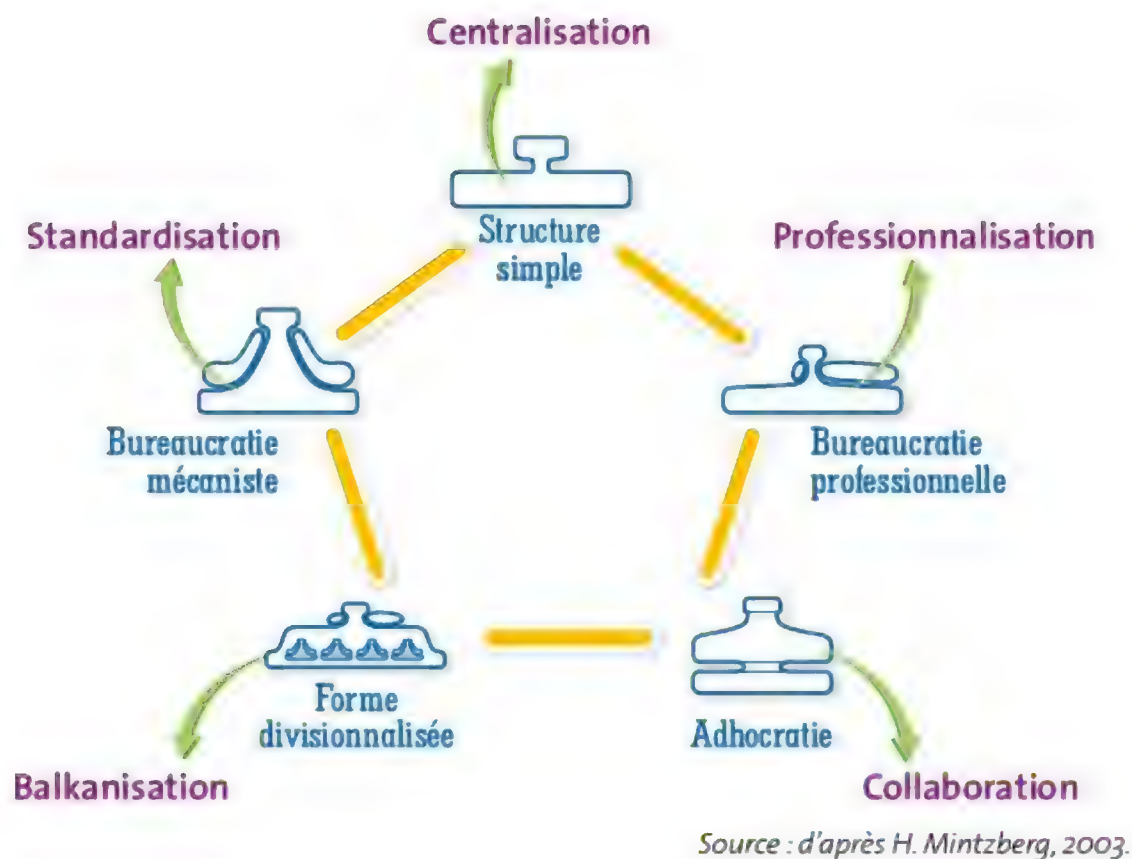 Centralisation
Structure
simple
Standardisation
Professionnalisation
Bureaucratie
mécaniste
Bureaucratie
professionnelle
Forme
divisionnalisée
Adhocratie
Balkanisation
Collaboration
Source : d'après H. Mintzberg, 2003.